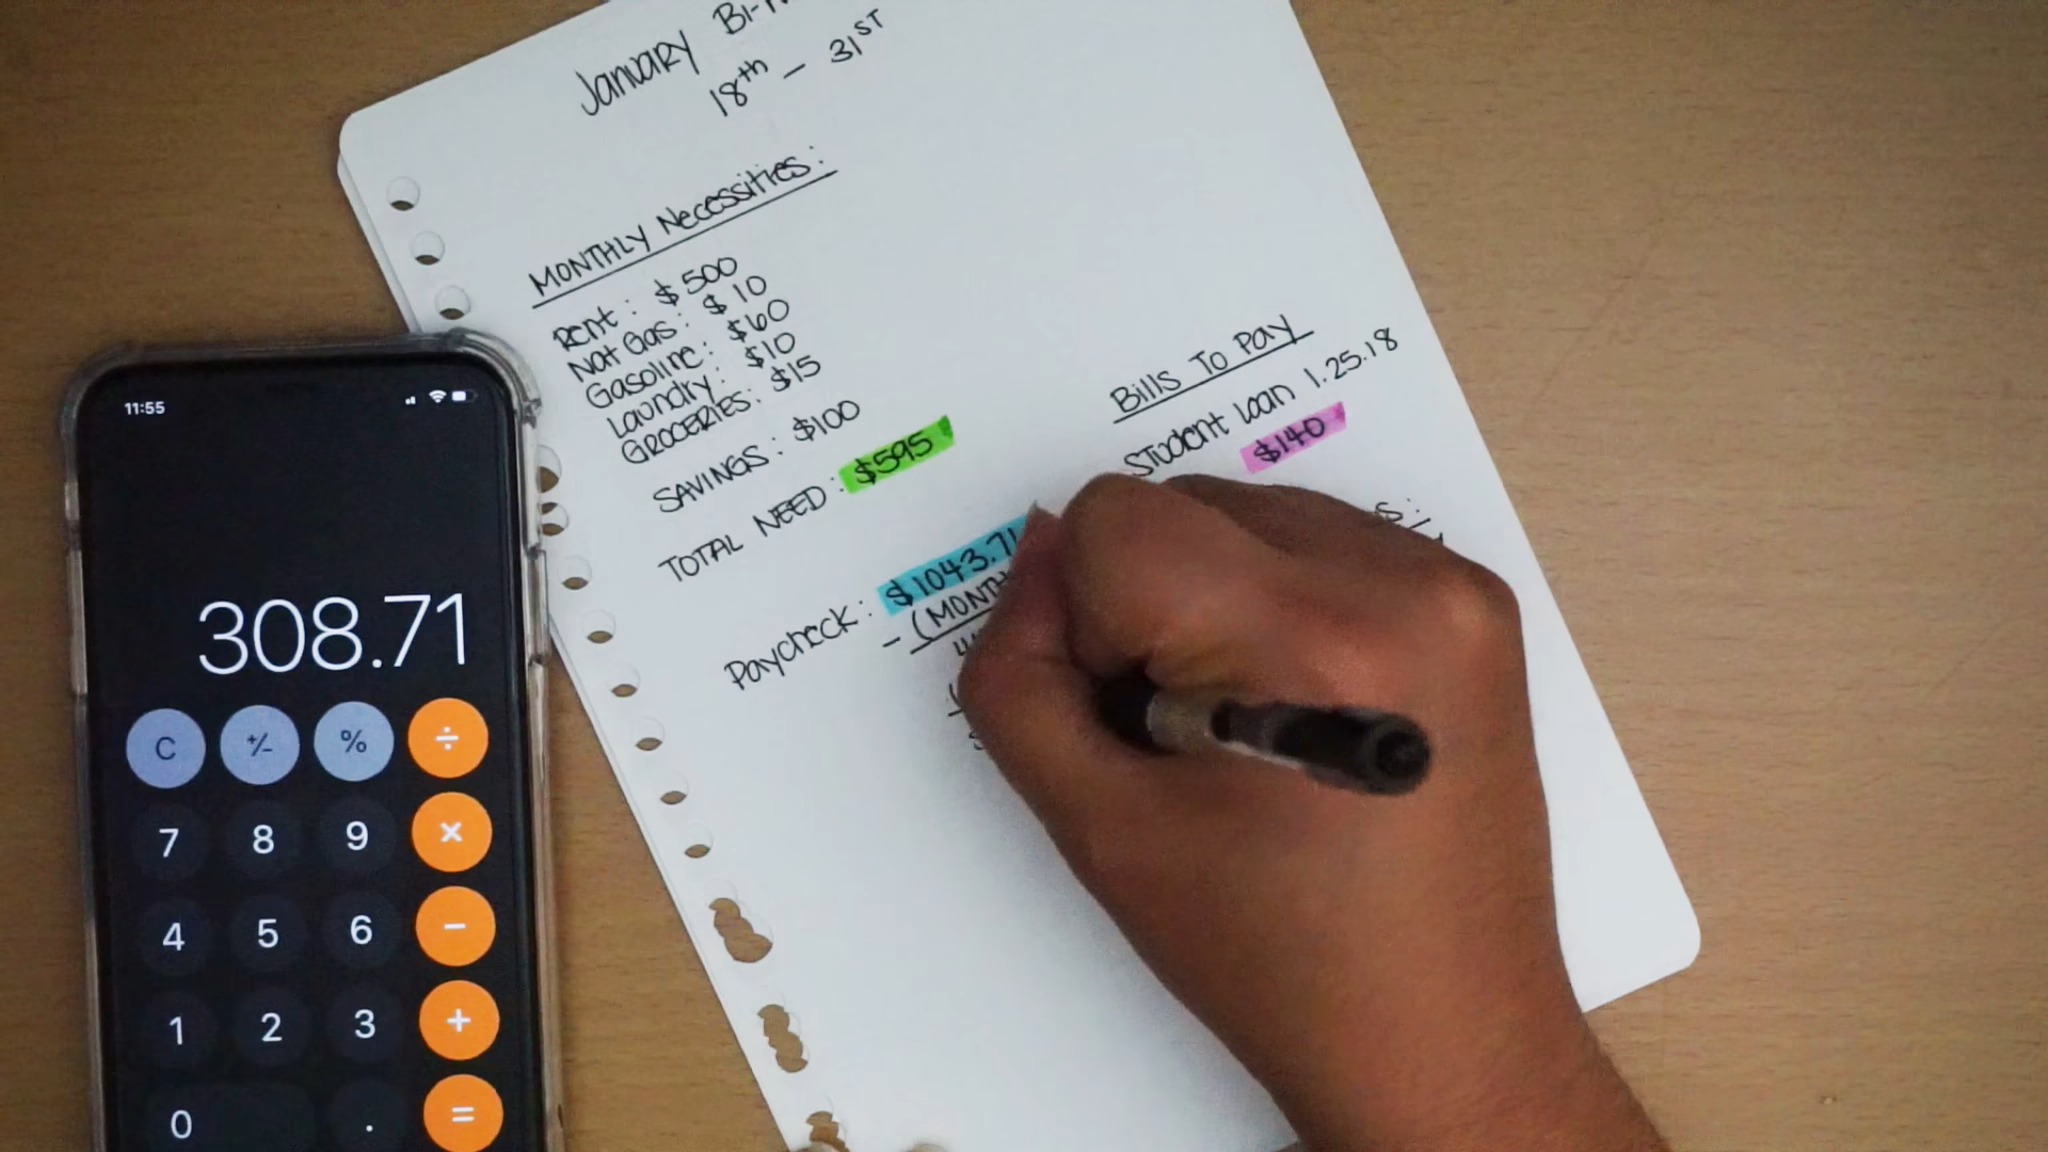 January
18th – 31ST
MONTHLY Necessities:
Rent: $500
Nat Gas: $10
Gasoline: $60
Laundry: $10
GROCERIES: $15
SAVINGS: $100
TOTAL NEED: $595
Paycheck: $1043.71
Bills To Pay
Student Loan 1.25.18
$140
11:55
308.71
C +/- % ÷
7 8 9 ×
4 5 6 −
1 2 3 +
0 . =